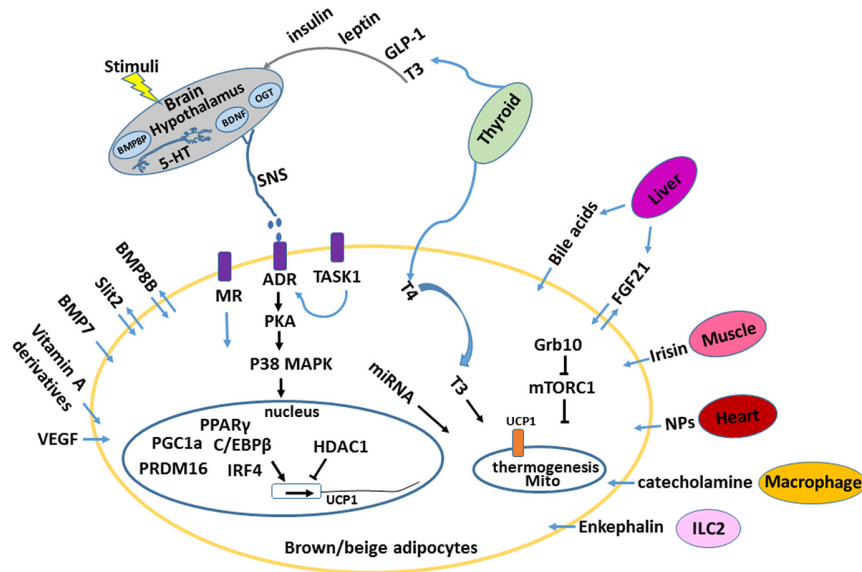 insulin
leptin
GLP-1
T3
Stimuli
Brain
Hypothalamus
OGT
BDNF
BMP8P
5-HT
Thyroid
SNS
Liver
Bile acids
FGF21
BMP8B
Slit2
BMP7
Vitamin A
derivatives
VEGF
MR
ADR
TASK1
PKA
P38 MAPK
T4
T3
miRNA
Grb10
mTORC1
Irisin
Muscle
NPs
Heart
catecholamine
Macrophage
Enkephalin
ILC2
nucleus
PPARγ
PGC1a
C/EBPβ
PRDM16
IRF4
HDAC1
UCP1
UCP1
thermogenesis
Mito
Brown/beige adipocytes